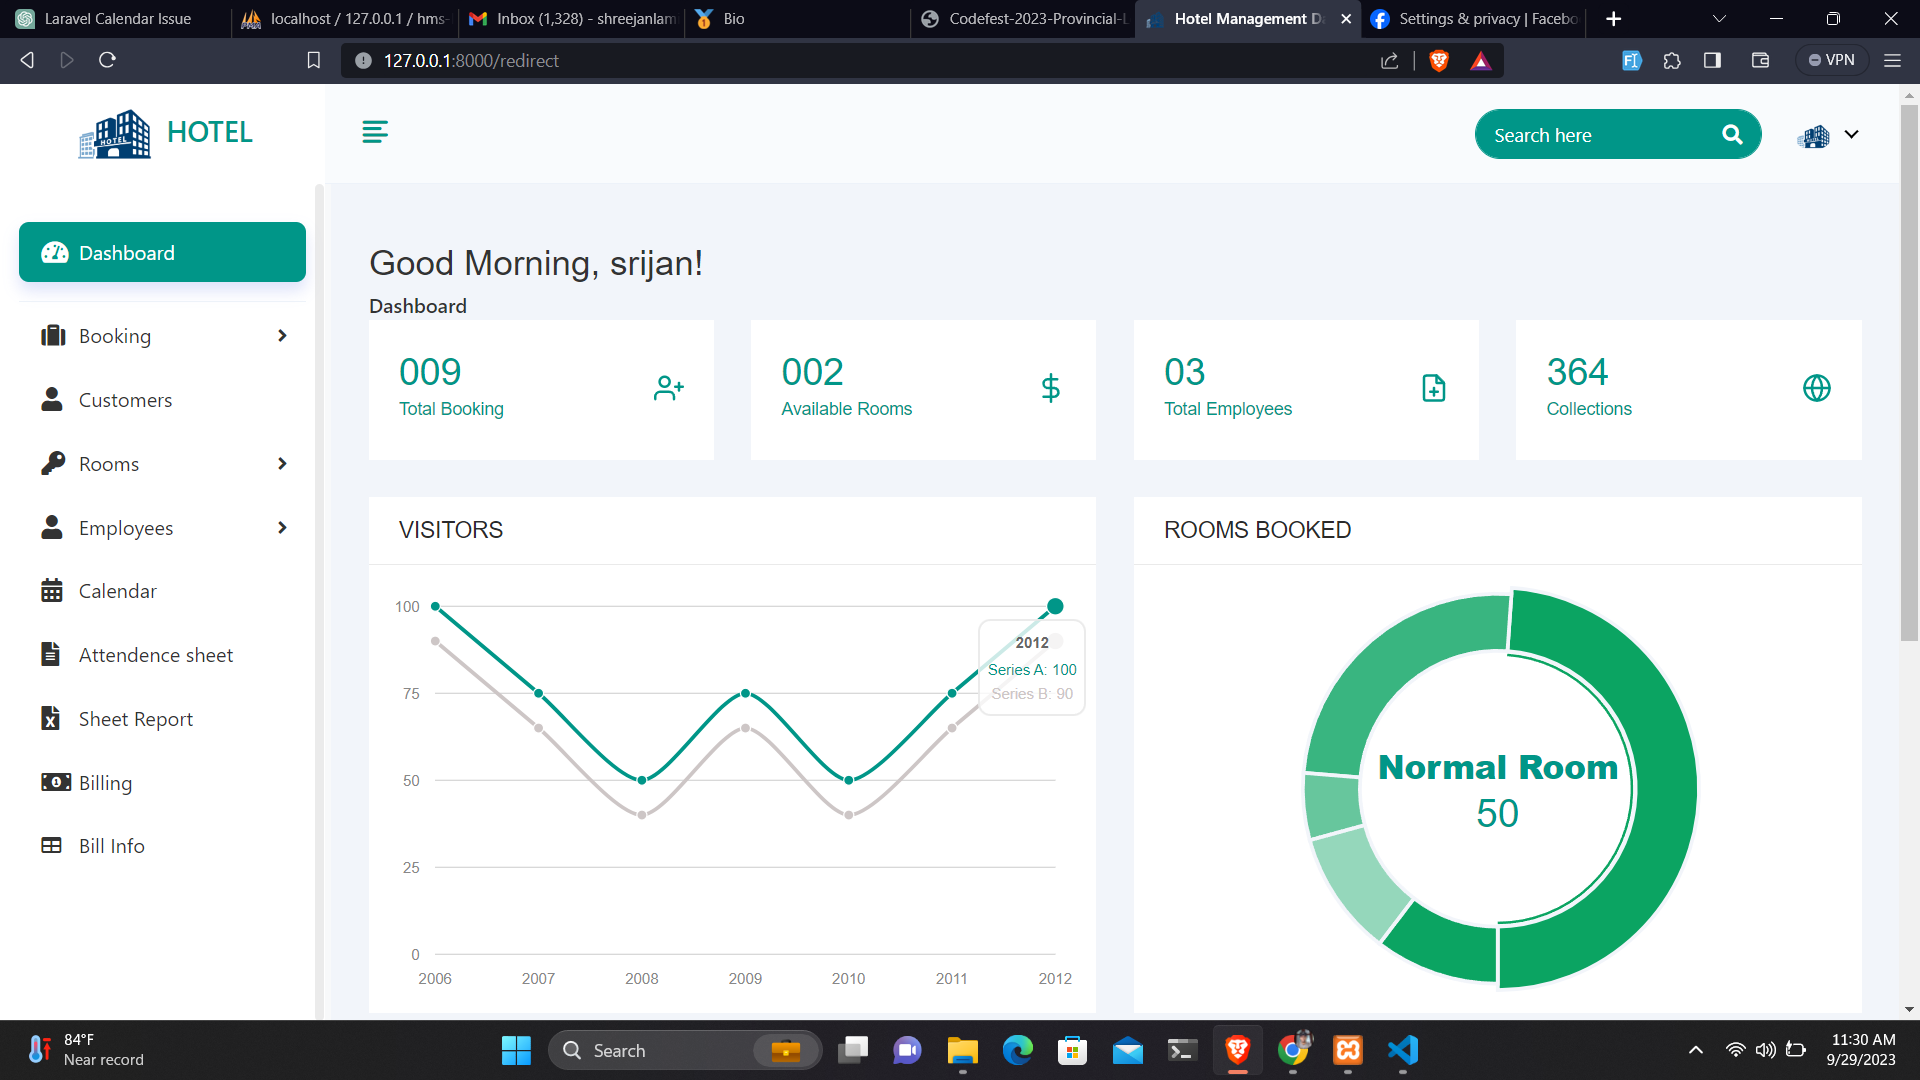 Laravel Calendar Issue
localhost / 127.0.0.1 / hms-
Inbox (1,328) - shreejanlam
Bio
Codefest-2023-Provincial-L
Hotel Management D
Settings & privacy | Facebo
127.0.0.1:8000/redirect
VPN
HOTEL
HOTEL
Search here
Dashboard
Booking
Customers
Rooms
Employees
Calendar
Attendence sheet
Sheet Report
Billing
Bill Info
Good Morning, srijan!
Dashboard
009
Total Booking
002
Available Rooms
03
Total Employees
364
Collections
VISITORS
100
75
50
25
0
2006 2007 2008 2009 2010 2011 2012
2012
Series A: 100
Series B: 90
ROOMS BOOKED
Normal Room
50
84°F
Near record
Search
11:30 AM
9/29/2023